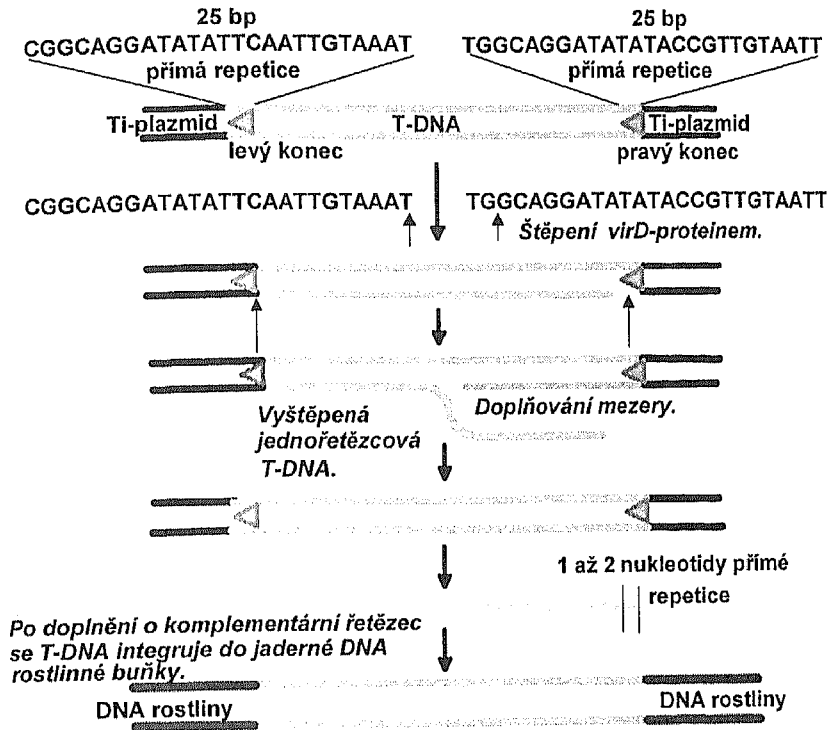 25 bp
25 bp
CGGCAGGATATATTCAATTGTAAAT
TGGCAGGATATATACCGTTGTAATT
přímá repetice
přímá repetice
Ti-plazmid
T-DNA
Ti-plazmid
levý konec
pravý konec
CGGCAGGATATATTCAATTGTAAAT
TGGCAGGATATATACCGTTGTAATT
Štěpení virD-proteinem.
Vyštěpená
jednořetězcová
T-DNA.
Doplňování mezery.
1 až 2 nukleotidy přímé
repetice
Po doplnění o komplementární řetězec
se T-DNA integruje do jaderné DNA
rostlinné buňky.
DNA rostliny
DNA rostliny